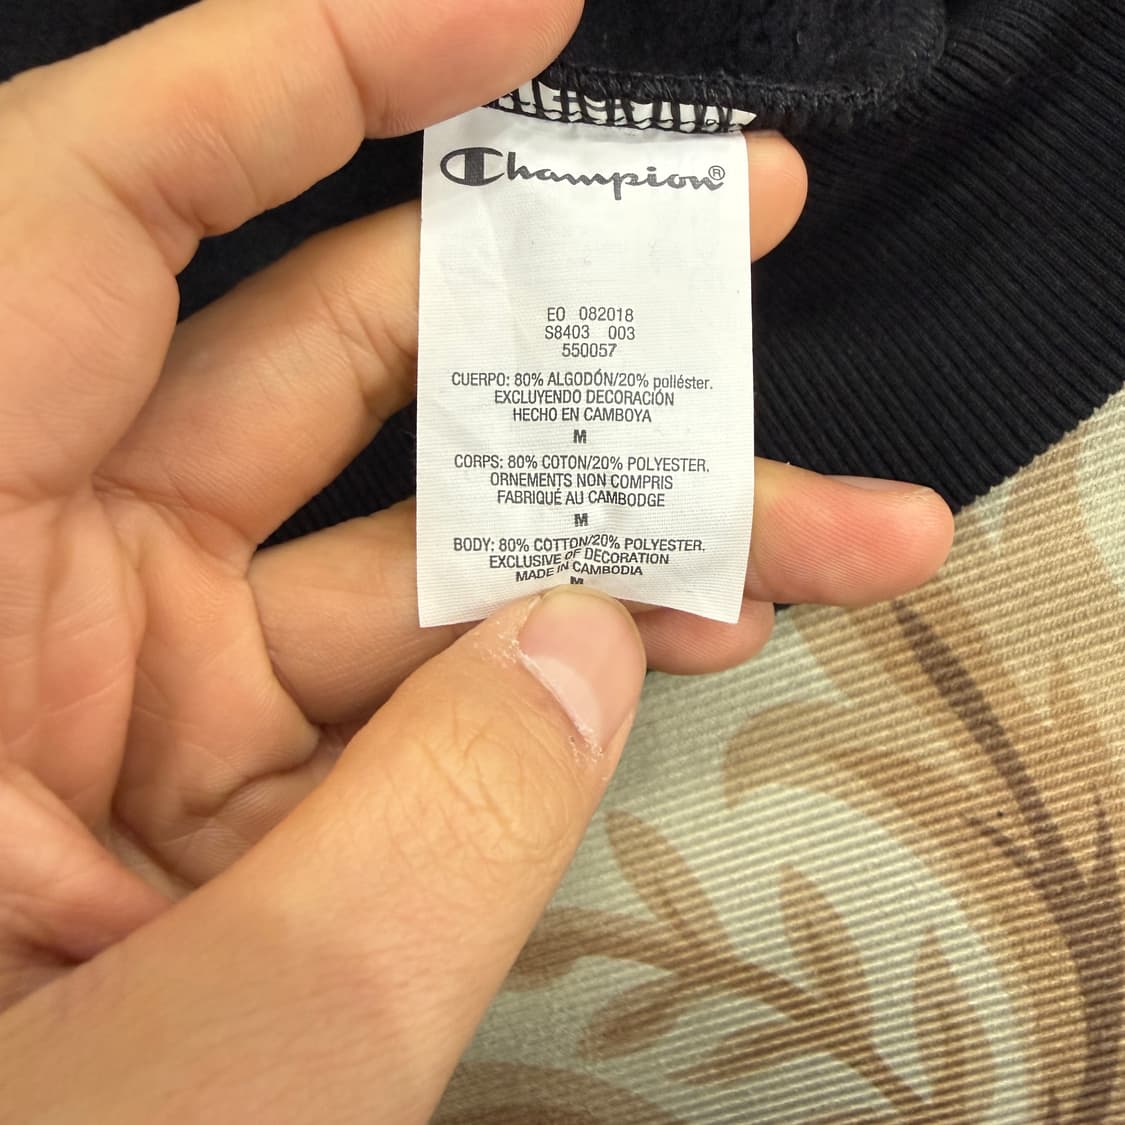 Champion®
EO 082018
S8403 003
550057
CUERPO: 80% ALGODÓN/20% poliéster.
EXCLUYENDO DECORACIÓN
HECHO EN CAMBOYA
M
CORPS: 80% COTON/20% POLYESTER.
ORNEMENTS NON COMPRIS
FABRIQUÉ AU CAMBODGE
M
BODY: 80% COTTON/20% POLYESTER.
EXCLUSIVE OF DECORATION
MADE IN CAMBODIA
M